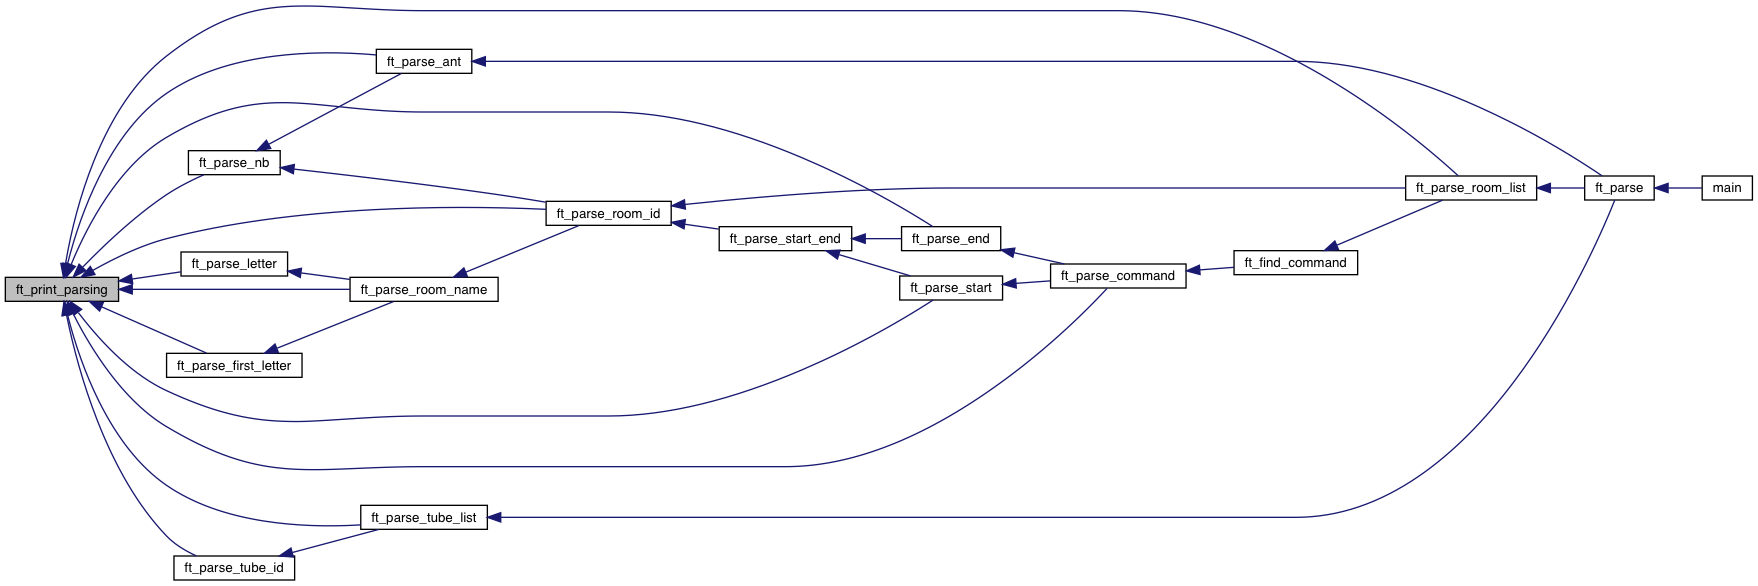 ft_parse_ant
ft_parse_nb
ft_parse_room_list
ft_parse
main
ft_parse_room_id
ft_parse_start_end
ft_parse_end
ft_parse_letter
ft_find_command
ft_parse_command
ft_print_parsing
ft_parse_room_name
ft_parse_start
ft_parse_first_letter
ft_parse_tube_list
ft_parse_tube_id